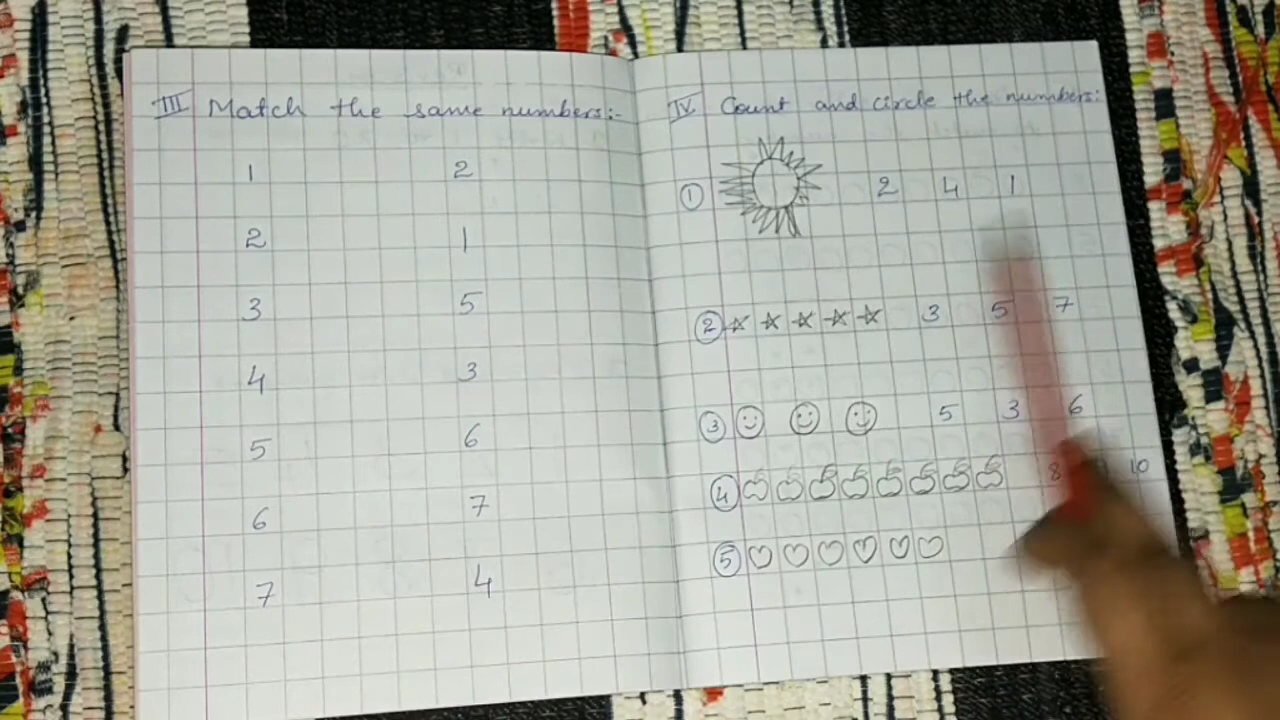 III Match the same numbers:-
1 2
2 1
3 5
4 3
5 6
6 7
7 4
IV. Count and circle the numbers:
1 2 4 1
2 3 5 7
3 5 3 6
4 8 10
5